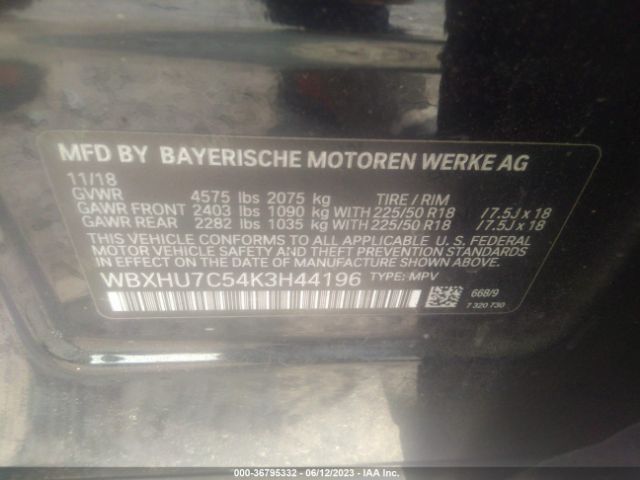 MFD BY BAYERISCHE MOTOREN WERKE AG
11/18
GVWR 4575 lbs 2075 kg TIRE / RIM
GAWR FRONT 2403 lbs 1090 kg WITH 225/50 R18 /7.5J x 18
GAWR REAR 2282 lbs 1035 kg WITH 225/50 R18 /7.5J x 18
THIS VEHICLE CONFORMS TO ALL APPLICABLE U.S. FEDERAL
MOTOR VEHICLE SAFETY, BUMPER, AND THEFT PREVENTION STANDARDS
IN EFFECT ON THE DATE OF MANUFACTURE SHOWN ABOVE.
WBXHU7C54K3H44196 TYPE: MPV
668/9
7 320 730
000-36795332 - 06/12/2023 - IAA Inc.